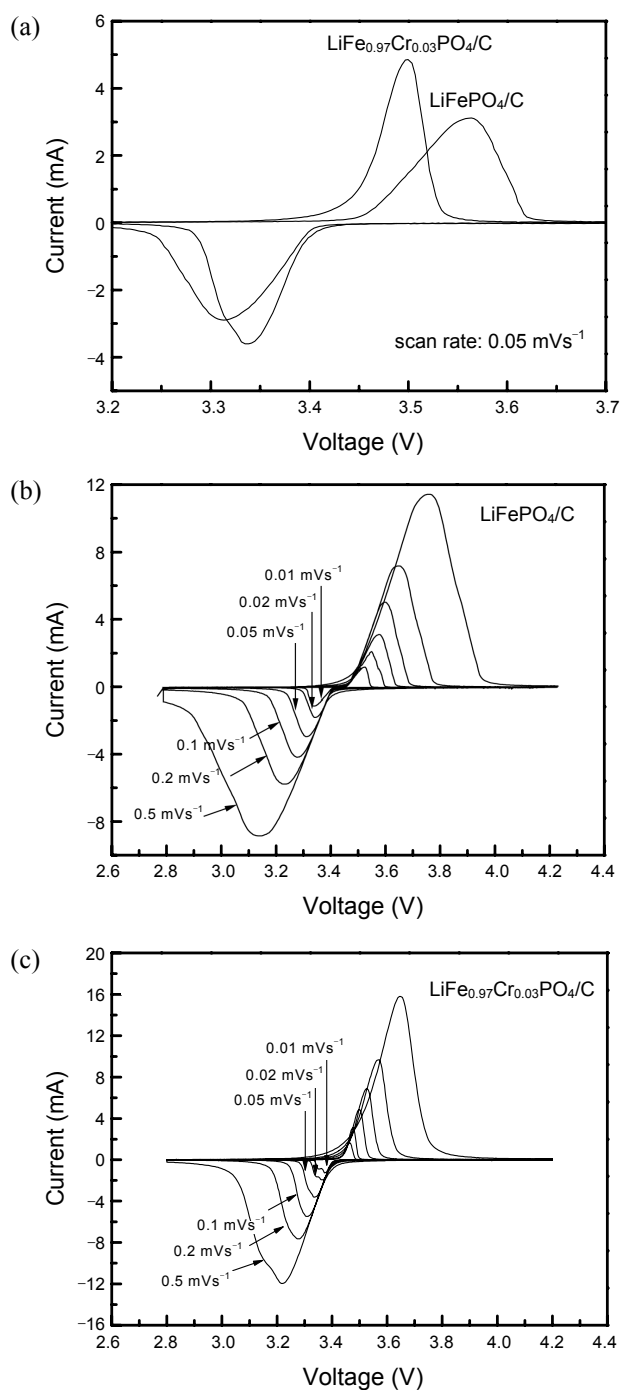 (a)
6
LiFe₀.₉₇Cr₀.₀₃PO₄/C
LiFePO₄/C
4
2
0
−2
−4
Current (mA)
scan rate: 0.05 mVs⁻¹
3.2 3.3 3.4 3.5 3.6 3.7
Voltage (V)
(b)
12
LiFePO₄/C
8
4
0
−4
−8
Current (mA)
0.01 mVs⁻¹
0.02 mVs⁻¹
0.05 mVs⁻¹
0.1 mVs⁻¹
0.2 mVs⁻¹
0.5 mVs⁻¹
2.6 2.8 3.0 3.2 3.4 3.6 3.8 4.0 4.2 4.4
Voltage (V)
(c)
20
LiFe₀.₉₇Cr₀.₀₃PO₄/C
16
12
8
4
0
−4
−8
−12
−16
Current (mA)
0.01 mVs⁻¹
0.02 mVs⁻¹
0.05 mVs⁻¹
0.1 mVs⁻¹
0.2 mVs⁻¹
0.5 mVs⁻¹
2.6 2.8 3.0 3.2 3.4 3.6 3.8 4.0 4.2 4.4
Voltage (V)